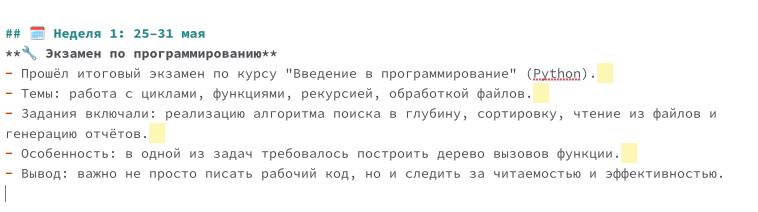 ## 🗓️ Неделя 1: 25–31 мая
**🔧 Экзамен по программированию**
- Прошёл итоговый экзамен по курсу "Введение в программирование" (Python).
- Темы: работа с циклами, функциями, рекурсией, обработкой файлов.
- Задания включали: реализацию алгоритма поиска в глубину, сортировку, чтение из файлов и
генерацию отчётов.
- Особенность: в одной из задач требовалось построить дерево вызовов функции.
- Вывод: важно не просто писать рабочий код, но и следить за читаемостью и эффективностью.